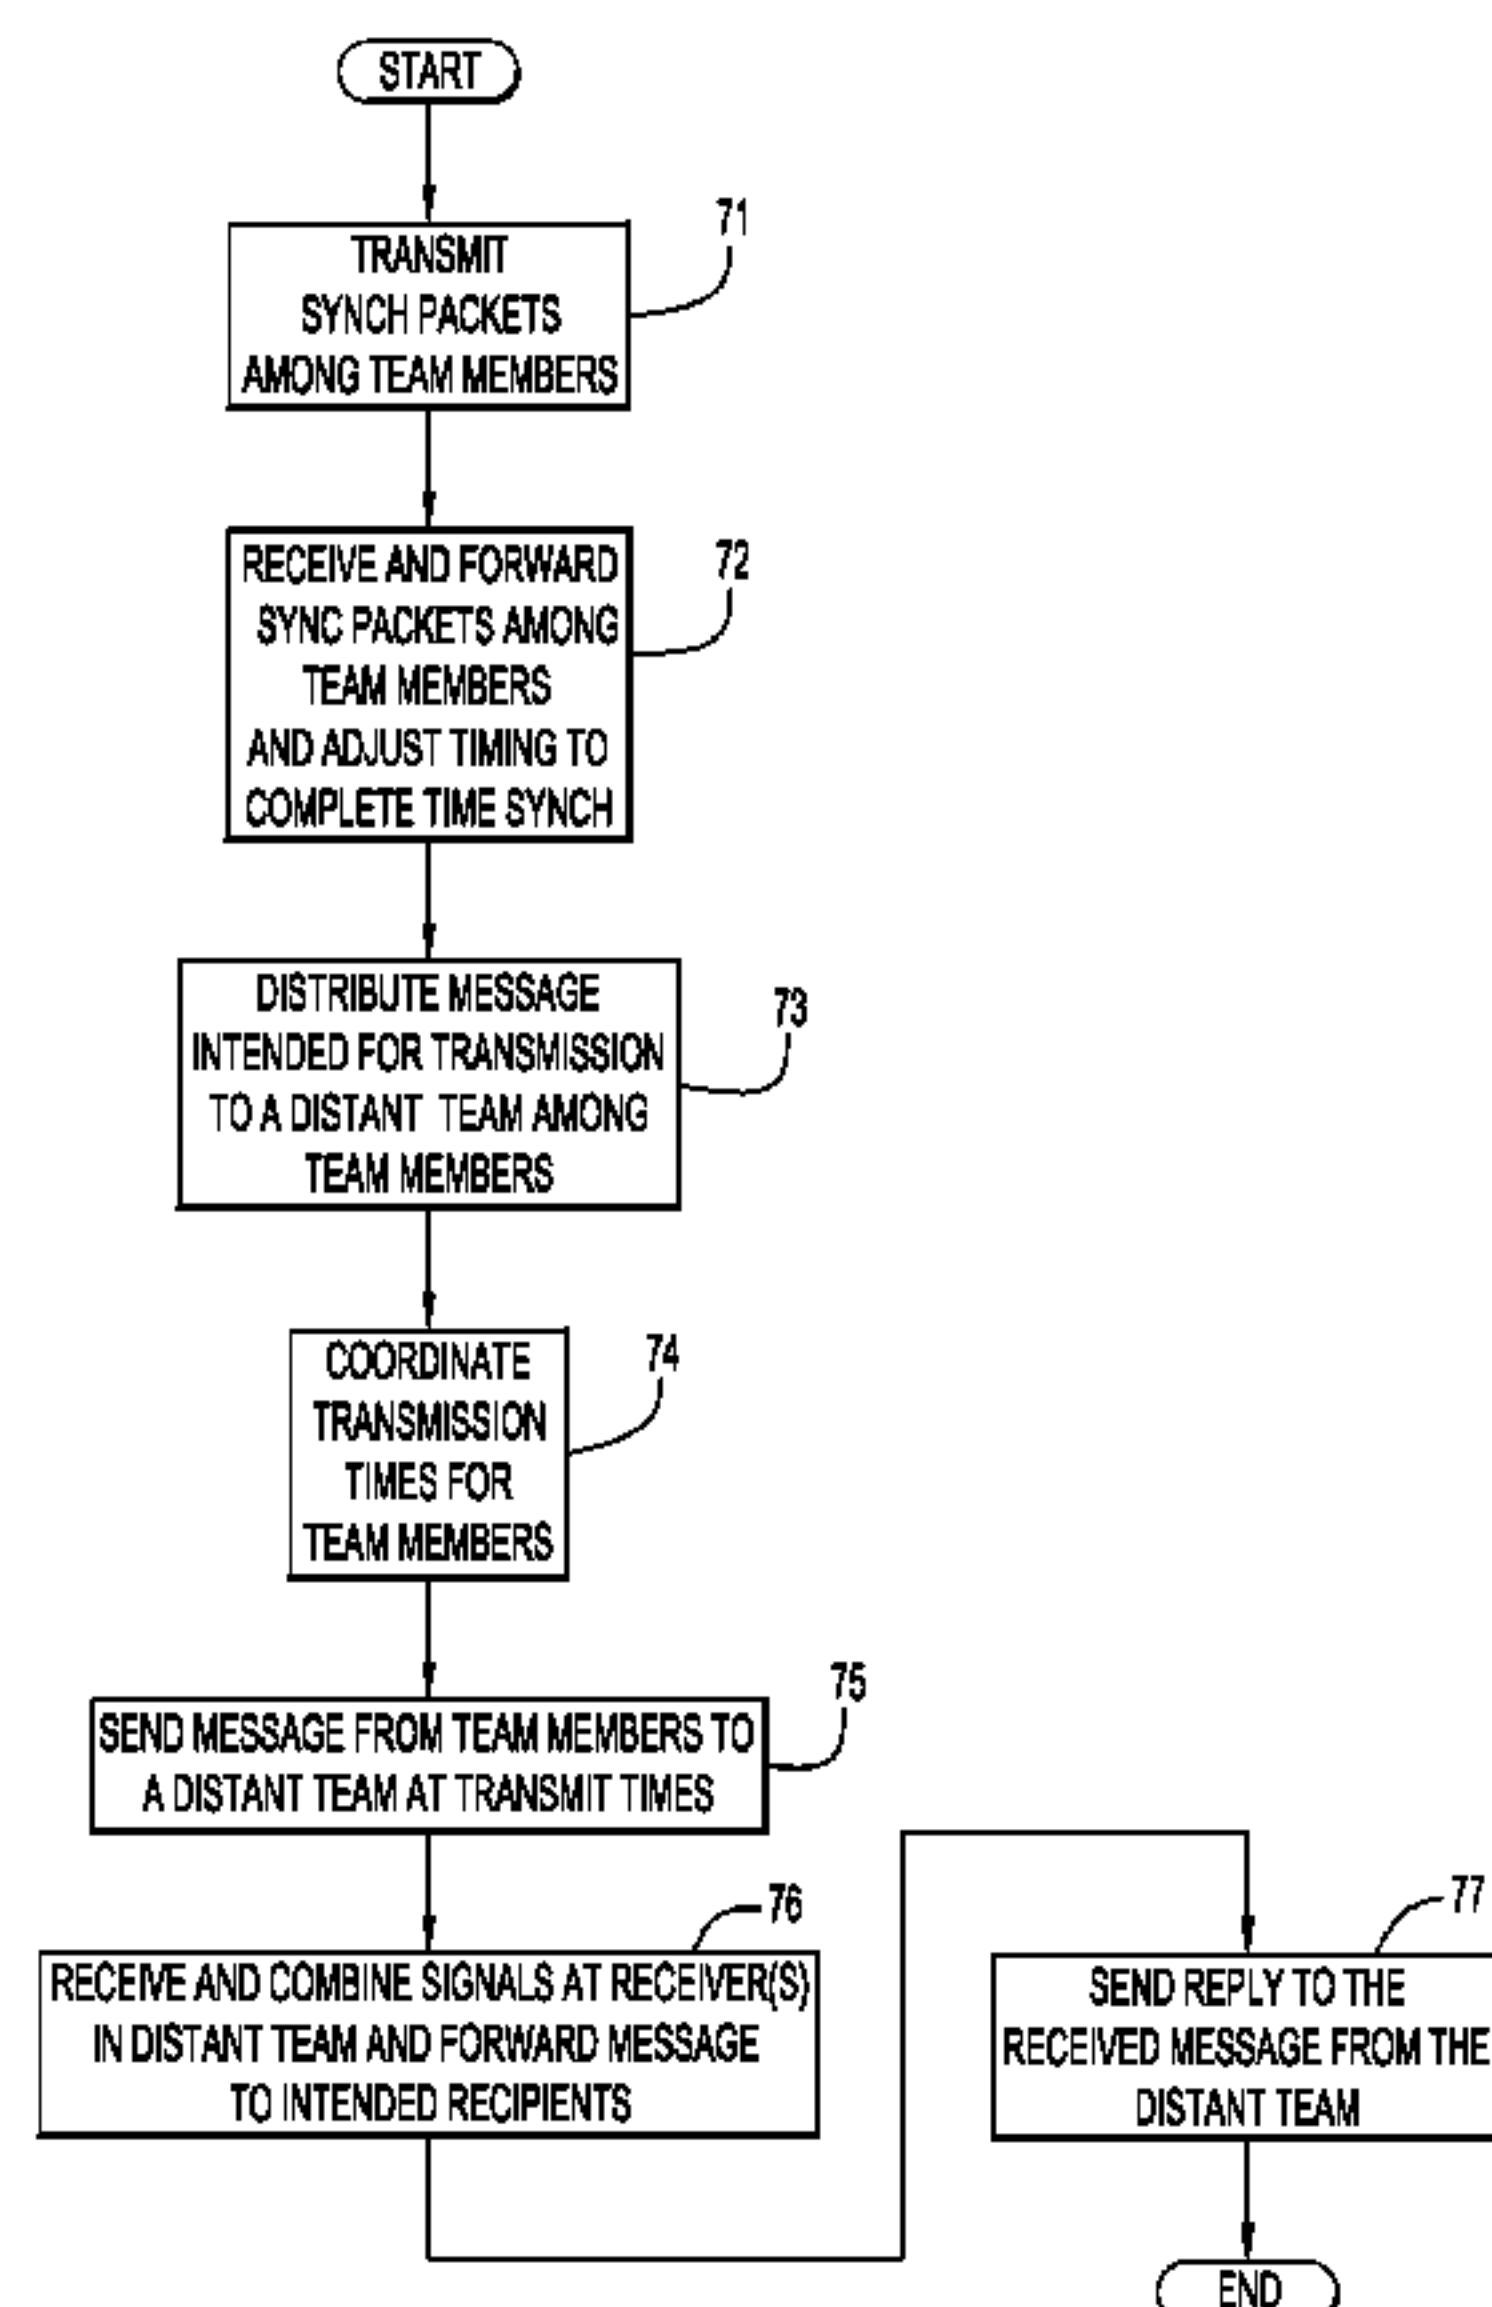 START
71
TRANSMIT
SYNCH PACKETS
AMONG TEAM MEMBERS
72
RECEIVE AND FORWARD
SYNC PACKETS AMONG
TEAM MEMBERS
AND ADJUST TIMING TO
COMPLETE TIME SYNCH
73
DISTRIBUTE MESSAGE
INTENDED FOR TRANSMISSION
TO A DISTANT TEAM AMONG
TEAM MEMBERS
74
COORDINATE
TRANSMISSION
TIMES FOR
TEAM MEMBERS
75
SEND MESSAGE FROM TEAM MEMBERS TO
A DISTANT TEAM AT TRANSMIT TIMES
76
RECEIVE AND COMBINE SIGNALS AT RECEIVER(S)
IN DISTANT TEAM AND FORWARD MESSAGE
TO INTENDED RECIPIENTS
77
SEND REPLY TO THE
RECEIVED MESSAGE FROM THE
DISTANT TEAM
END